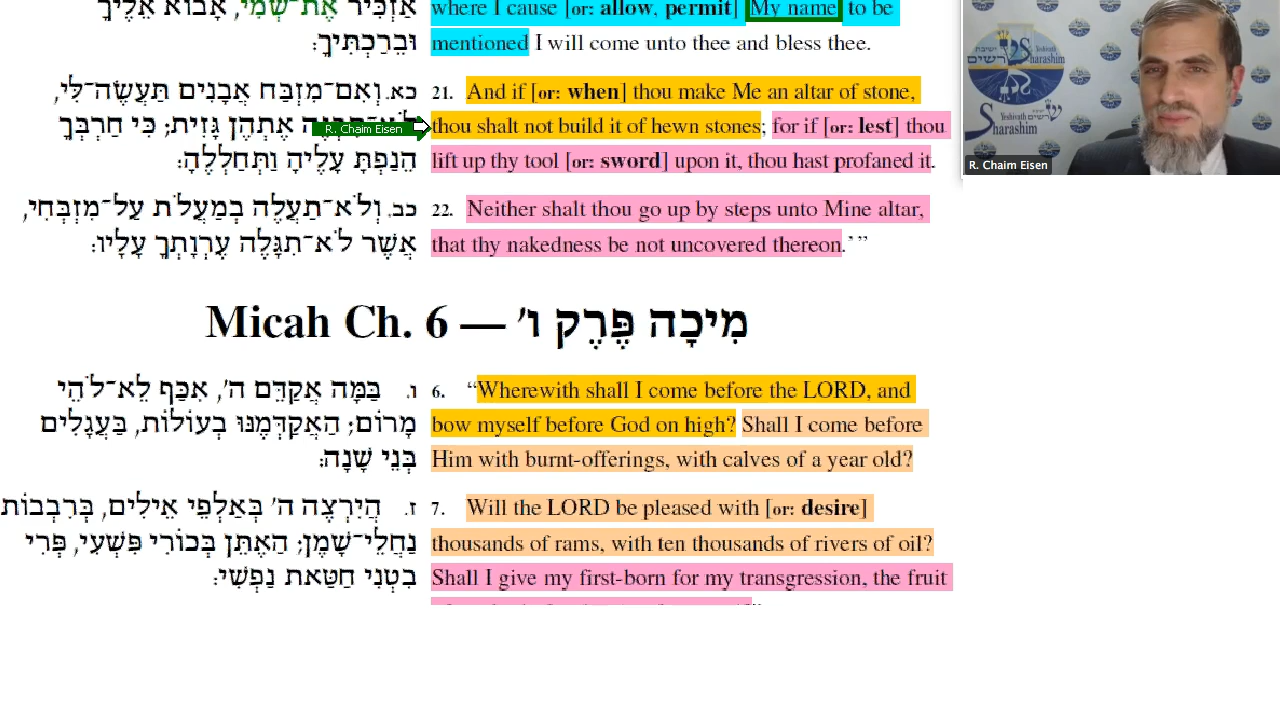 אַזְכִּיר אֶת־שְׁמִי, אָבוֹא אֵלֶיךָ
וּבֵרַכְתִּיךָ:
where I cause [or: allow, permit] My name to be
mentioned I will come unto thee and bless thee.
כא. וְאִם־מִזְבַּח אֲבָנִים תַּעֲשֶׂה־לִּי,
אֶתְהֶן גָּזִית; כִּי חַרְבְּךָ
הֵנַפְתָּ עָלֶיהָ וַתְּחַלְלֶהָ:
21. And if [or: when] thou make Me an altar of stone,
thou shalt not build it of hewn stones; for if [or: lest] thou
lift up thy tool [or: sword] upon it, thou hast profaned it.
R. Chaim Eisen
כב. וְלֹא־תַעֲלֶה בְמַעֲלֹת עַל־מִזְבְּחִי,
אֲשֶׁר לֹא־תִגָּלֶה עֶרְוָתְךָ עָלָיו:
22. Neither shalt thou go up by steps unto Mine altar,
that thy nakedness be not uncovered thereon.’”
Micah Ch. 6 — מִיכָה פֶּרֶק ו'
ו. בַּמָּה אֲקַדֵּם ה', אִכַּף לֵא־לֹהֵי
מָרוֹם; הַאֲקַדְּמֶנּוּ בְעוֹלוֹת, בַּעֲגָלִים
בְּנֵי שָׁנָה:
6. “Wherewith shall I come before the LORD, and
bow myself before God on high? Shall I come before
Him with burnt-offerings, with calves of a year old?
ז. הֲיִרְצֶה ה' בְּאַלְפֵי אֵילִים, בְּרִבְבוֹת
נַחֲלֵי־שָׁמֶן; הַאֶתֵּן בְּכוֹרִי פִּשְׁעִי, פְּרִי
בִטְנִי חַטַּאת נַפְשִׁי:
7. Will the LORD be pleased with [or: desire]
thousands of rams, with ten thousands of rivers of oil?
Shall I give my first-born for my transgression, the fruit
Yeshivath
Sharashim
Yeshivath
Sharashim
R. Chaim Eisen